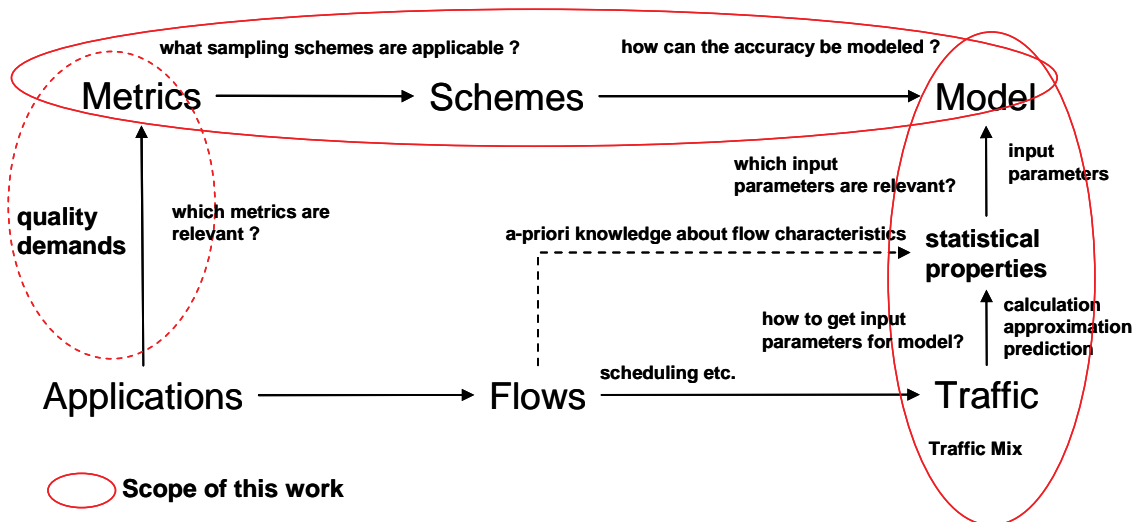 what sampling schemes are applicable ?
how can the accuracy be modeled ?
Metrics
Schemes
Model
which input
parameters are relevant?
input
parameters
quality
demands
which metrics are
relevant ?
a-priori knowledge about flow characteristics
statistical
properties
how to get input
parameters for model?
calculation
approximation
prediction
Applications
Flows
scheduling etc.
Traffic
Traffic Mix
Scope of this work